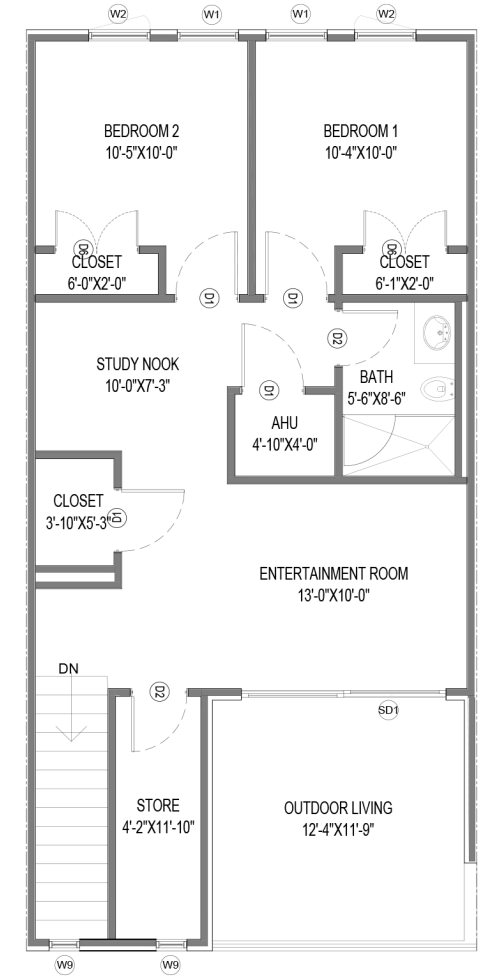 W2
W1
W1
W2
BEDROOM 2
10'-5"X10'-0"
BEDROOM 1
10'-4"X10'-0"
D6
CLOSET
6'-0"X2'-0"
D6
CLOSET
6'-1"X2'-0"
D1
D1
D2
STUDY NOOK
10'-0"X7'-3"
BATH
5'-6"X8'-6"
D1
AHU
4'-10"X4'-0"
CLOSET
3'-10"X5'-3"
D1
ENTERTAINMENT ROOM
13'-0"X10'-0"
DN
D2
SD1
STORE
4'-2"X11'-10"
OUTDOOR LIVING
12'-4"X11'-9"
W9
W9